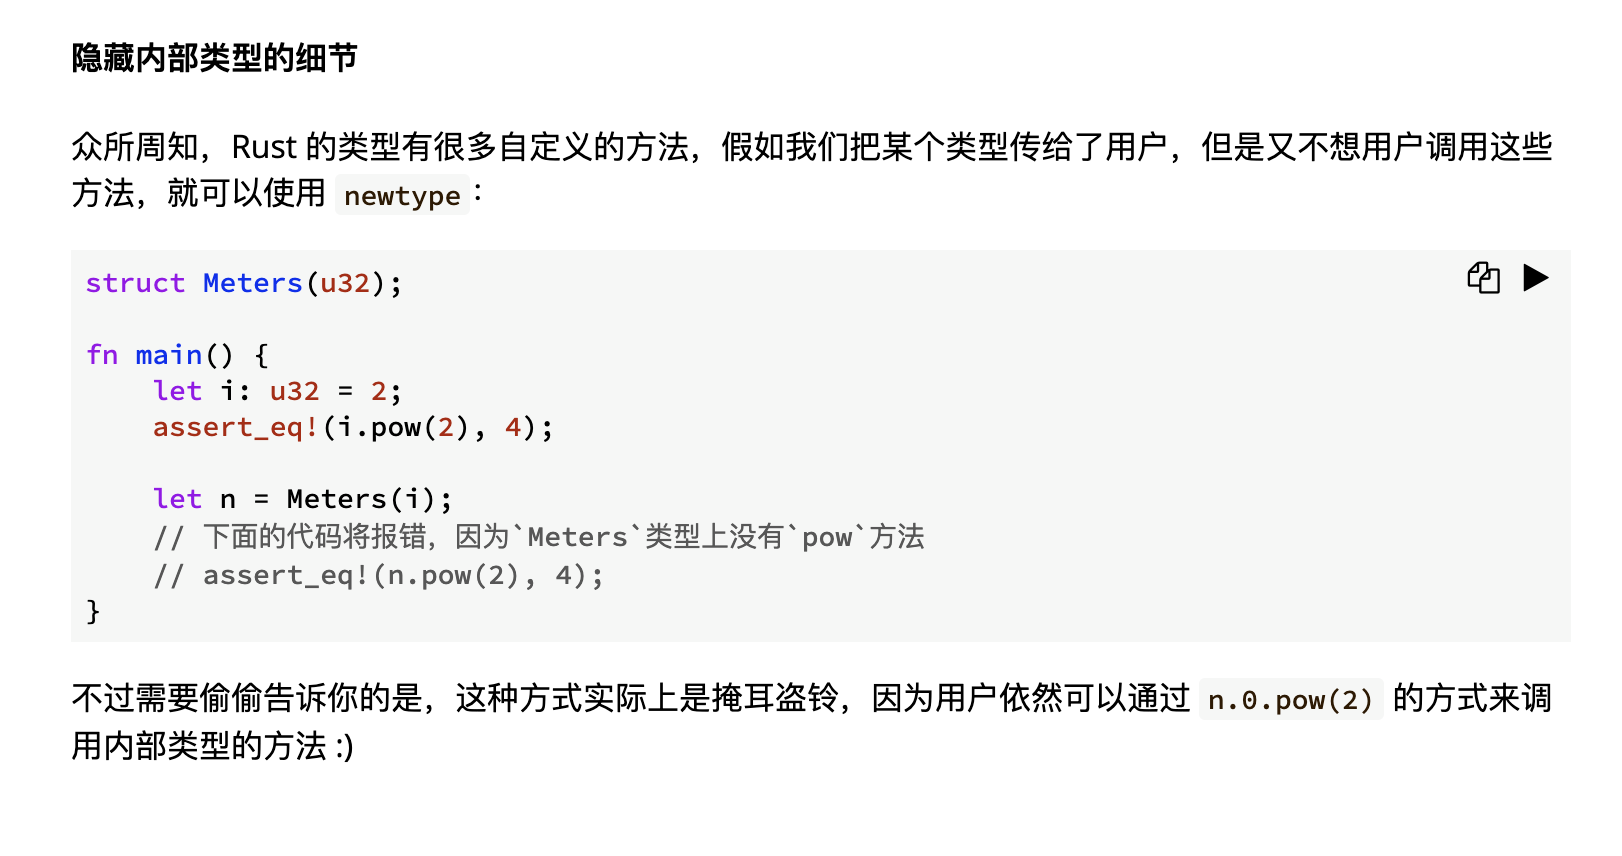 隐藏内部类型的细节
众所周知，Rust 的类型有很多自定义的方法，假如我们把某个类型传给了用户，但是又不想用户调用这些
方法，就可以使用 newtype：
struct Meters(u32);
fn main() {
    let i: u32 = 2;
    assert_eq!(i.pow(2), 4);
    let n = Meters(i);
    // 下面的代码将报错，因为`Meters`类型上没有`pow`方法
    // assert_eq!(n.pow(2), 4);
}
不过需要偷偷告诉你的是，这种方式实际上是掩耳盗铃，因为用户依然可以通过 n.0.pow(2) 的方式来调
用内部类型的方法 :)